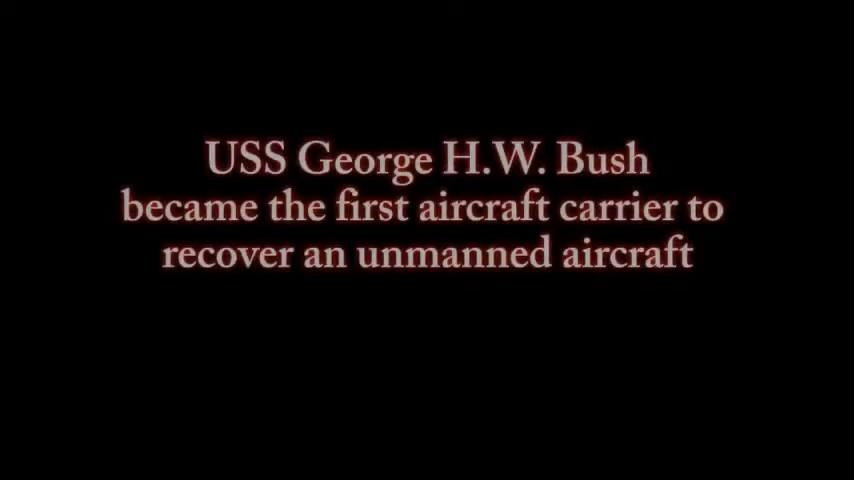 USS George H.W. Bush
became the first aircraft carrier to
recover an unmanned aircraft